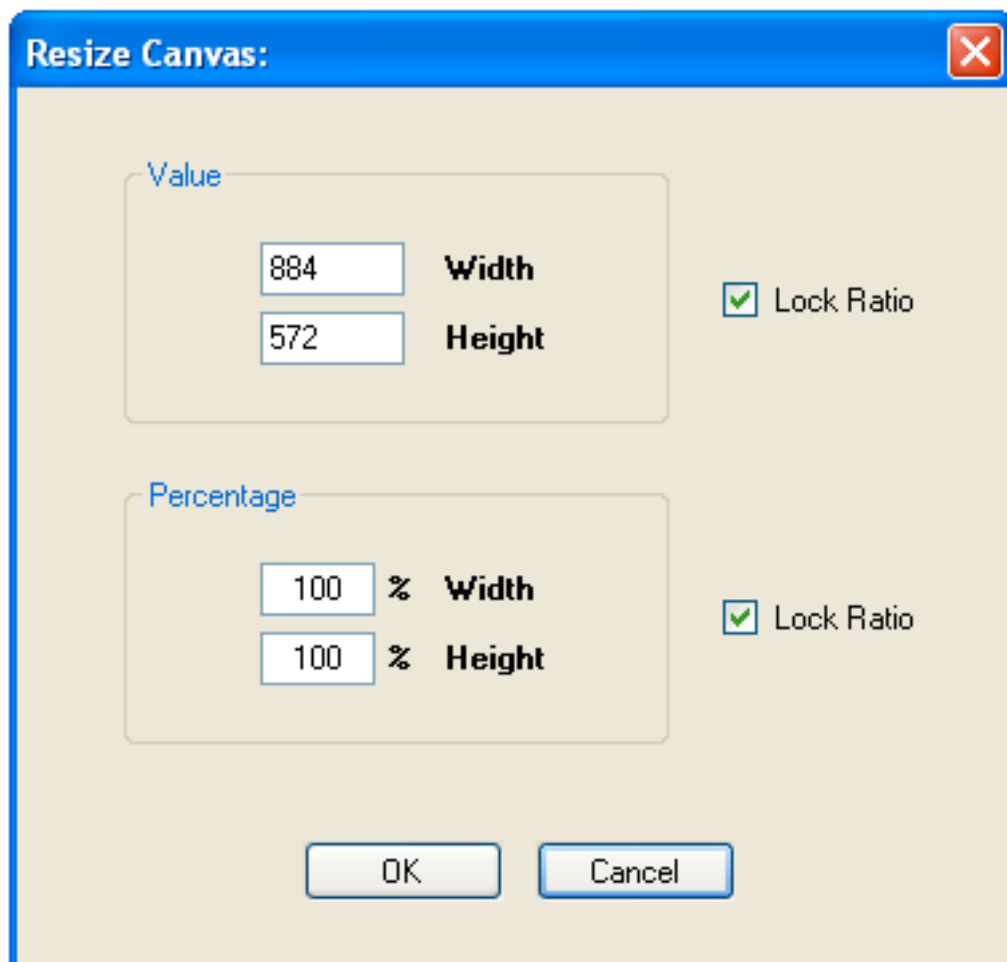 Resize Canvas:
Value
884 Width
572 Height
Lock Ratio
Percentage
100 % Width
100 % Height
Lock Ratio
OK Cancel